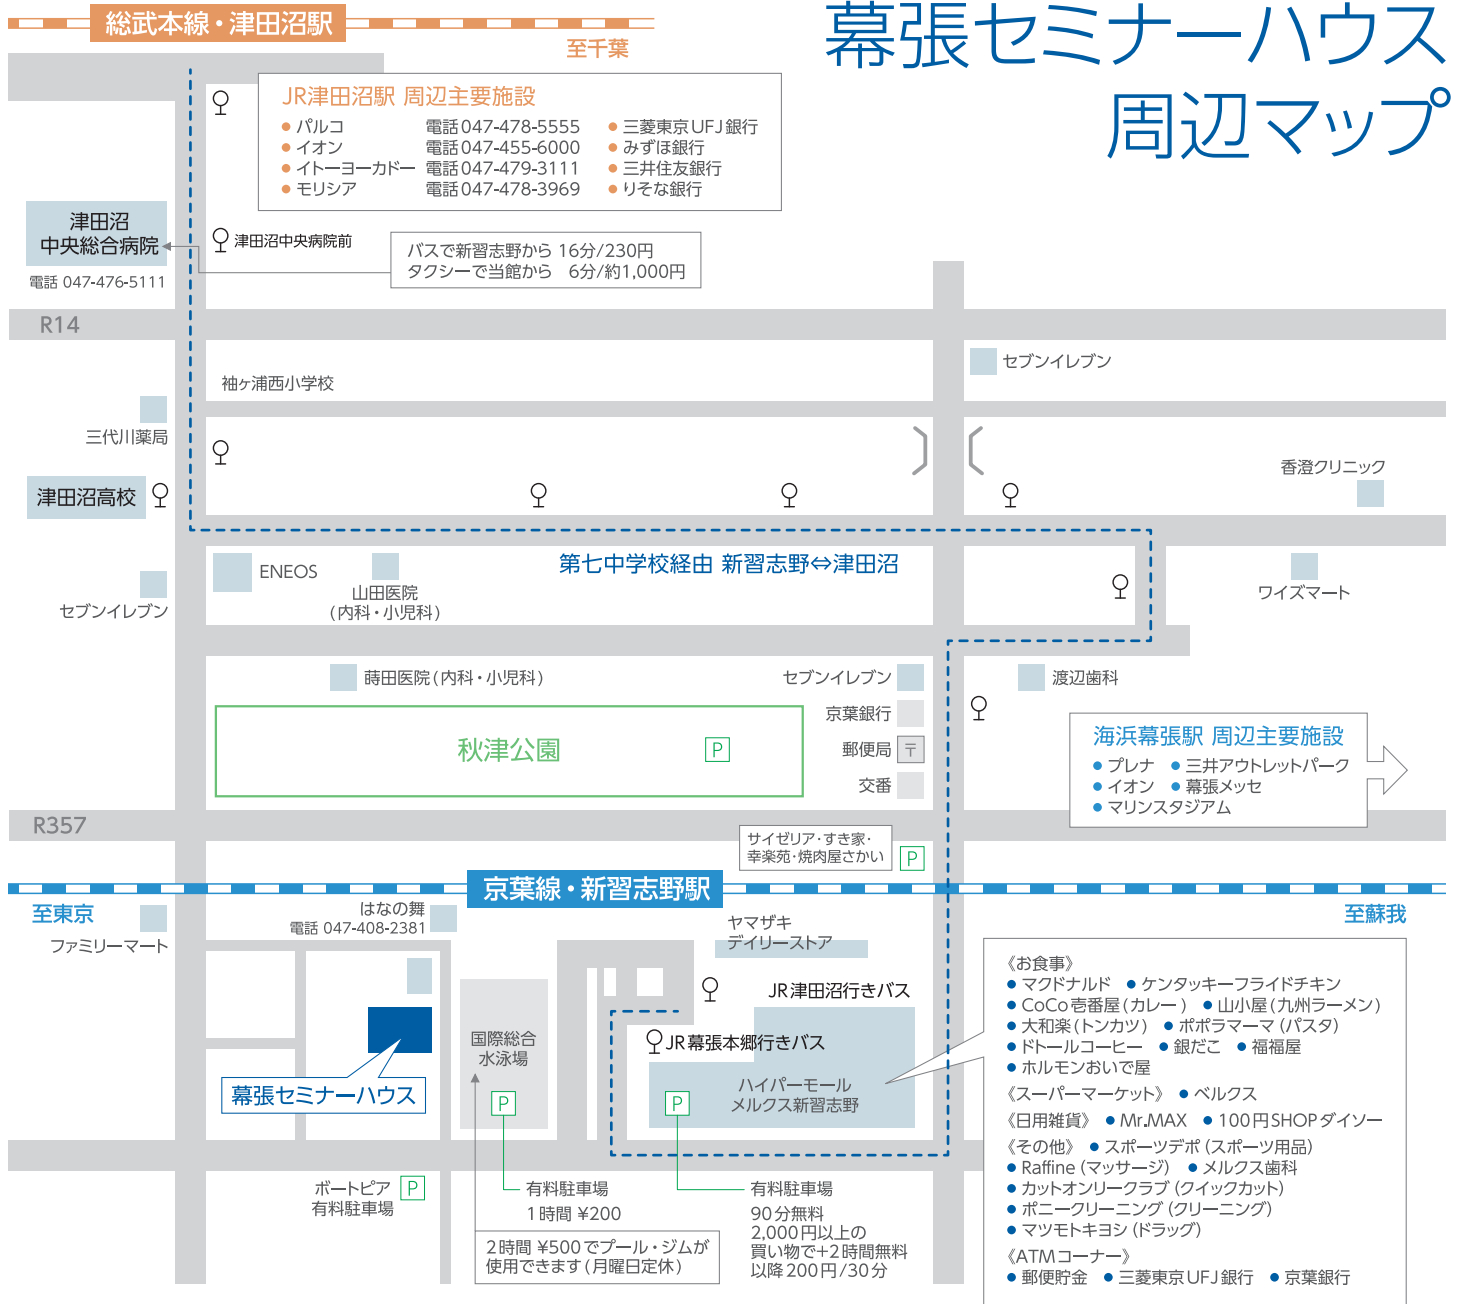 幕張セミナーハウス
周辺マップ
総武本線・津田沼駅
至千葉
JR津田沼駅 周辺主要施設
● パルコ 電話047-478-5555 ● 三菱東京UFJ銀行
● イオン 電話047-455-6000 ● みずほ銀行
● イトーヨーカドー 電話047-479-3111 ● 三井住友銀行
● モリシア 電話047-478-3969 ● りそな銀行
津田沼
中央総合病院
電話 047-476-5111
津田沼中央病院前
バスで新習志野から 16分/230円
タクシーで当館から 6分/約1,000円
R14
セブンイレブン
袖ヶ浦西小学校
三代川薬局
津田沼高校
香澄クリニック
第七中学校経由 新習志野⇔津田沼
ENEOS
山田医院
(内科・小児科)
セブンイレブン
ワイズマート
蒔田医院(内科・小児科)
セブンイレブン
渡辺歯科
京葉銀行
郵便局 〒
交番
秋津公園
P
海浜幕張駅 周辺主要施設
● プレナ ● 三井アウトレットパーク
● イオン ● 幕張メッセ
● マリンスタジアム
R357
サイゼリア・すき家・
幸楽苑・焼肉屋さかい
P
京葉線・新習志野駅
至東京
至蘇我
ファミリーマート
はなの舞
電話 047-408-2381
ヤマザキ
デイリーストア
JR津田沼行きバス
JR幕張本郷行きバス
国際総合
水泳場
P
幕張セミナーハウス
ハイパーモール
メルクス新習志野
P
《お食事》
● マクドナルド ● ケンタッキーフライドチキン
● CoCo壱番屋(カレー) ● 山小屋(九州ラーメン)
● 大和楽(トンカツ) ● ポポラマーマ(パスタ)
● ドトールコーヒー ● 銀だこ ● 福福屋
● ホルモンおいで屋
《スーパーマーケット》 ● ベルクス
《日用雑貨》 ● Mr.MAX ● 100円SHOPダイソー
《その他》 ● スポーツデポ(スポーツ用品)
● Raffine(マッサージ) ● メルクス歯科
● カットオンリークラブ(クイックカット)
● ポニークリーニング(クリーニング)
● マツモトキヨシ(ドラッグ)
《ATMコーナー》
● 郵便貯金 ● 三菱東京UFJ銀行 ● 京葉銀行
ボートピア P
有料駐車場
有料駐車場
1時間 ¥200
2時間 ¥500でプール・ジムが
使用できます(月曜日定休)
有料駐車場
90分無料
2,000円以上の
買い物で+2時間無料
以降200円/30分